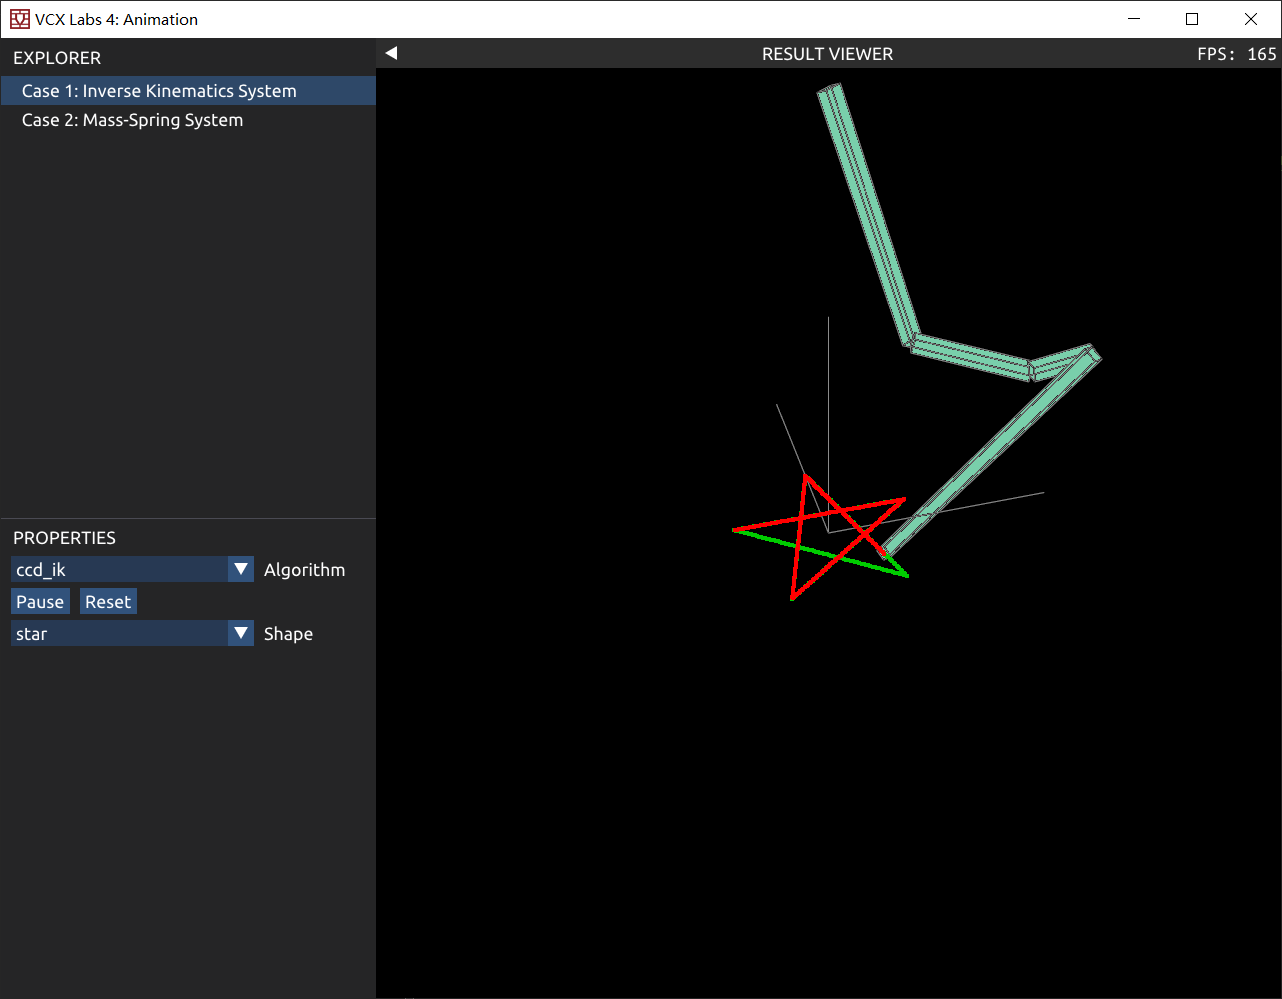 VCX Labs 4: Animation
EXPLORER
Case 1: Inverse Kinematics System
Case 2: Mass-Spring System
RESULT VIEWER
FPS: 165
PROPERTIES
ccd_ik
Algorithm
Pause
Reset
star
Shape